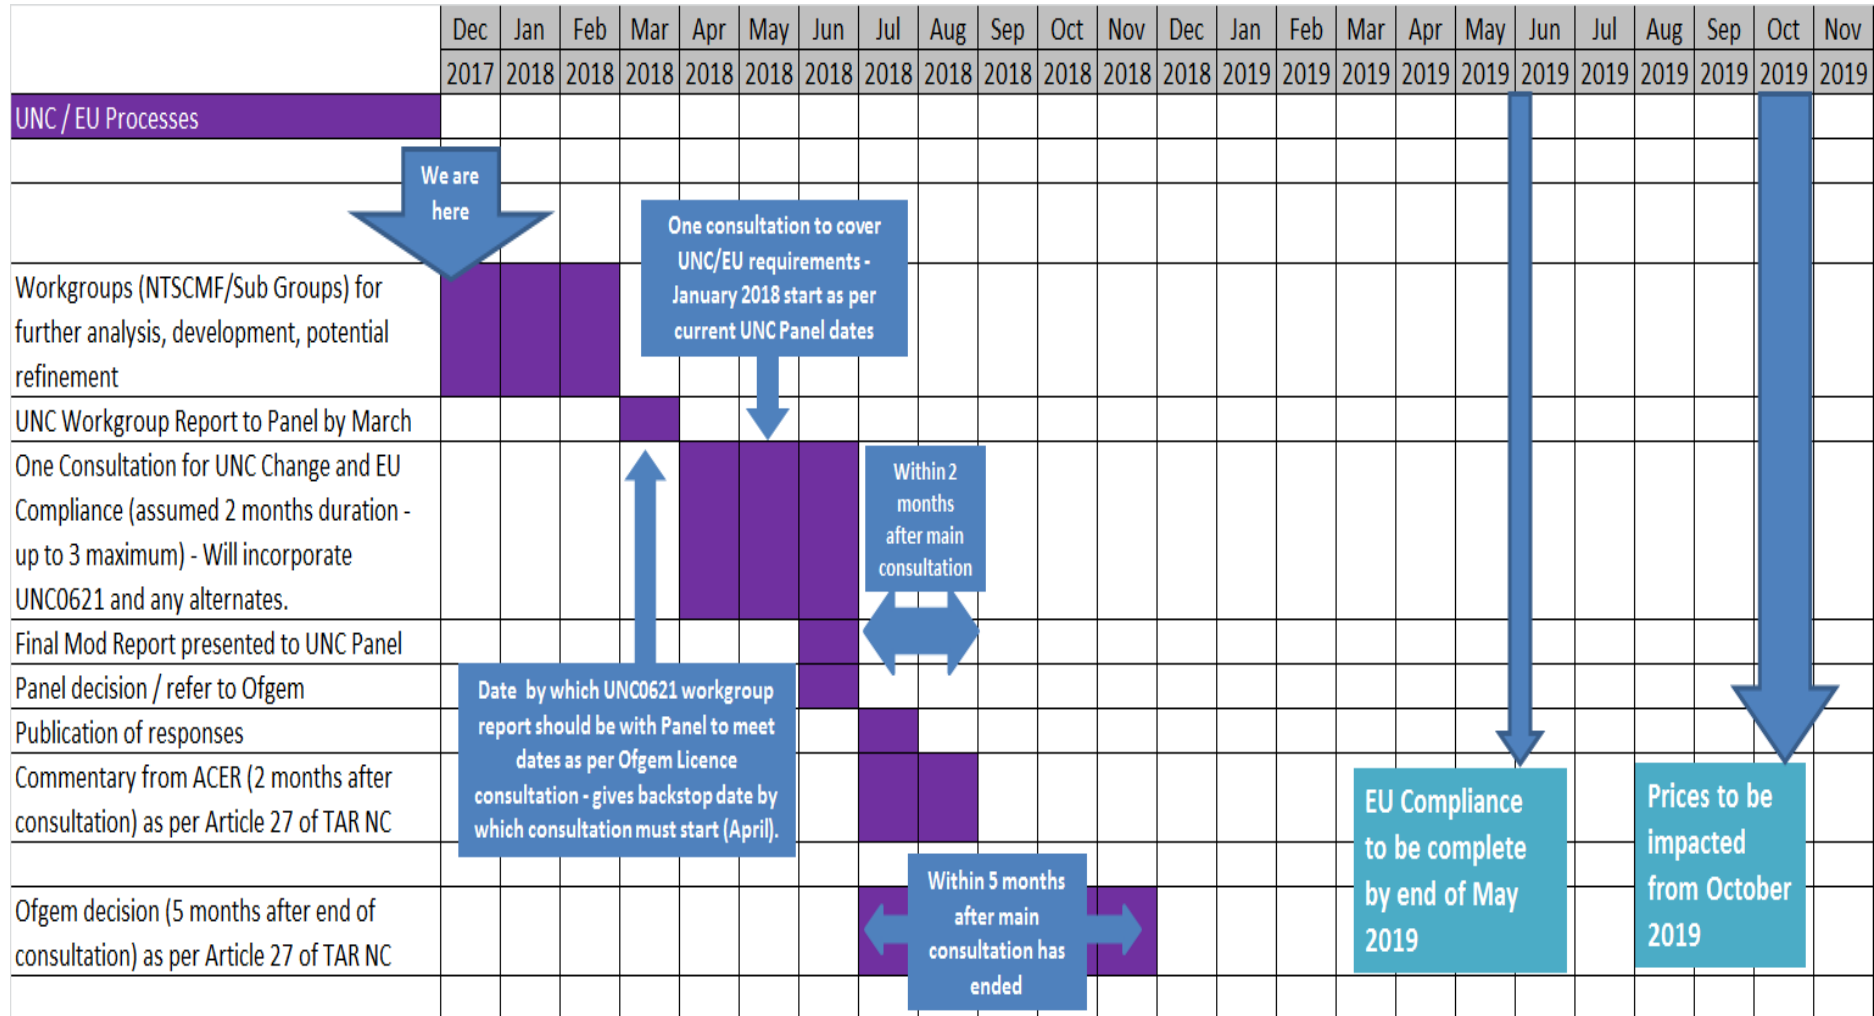 Dec Jan Feb Mar Apr May Jun Jul Aug Sep Oct Nov Dec Jan Feb Mar Apr May Jun Jul Aug Sep Oct Nov
2017 2018 2018 2018 2018 2018 2018 2018 2018 2018 2018 2018 2018 2019 2019 2019 2019 2019 2019 2019 2019 2019 2019 2019
UNC / EU Processes
We are
here
One consultation to cover
UNC/EU requirements -
January 2018 start as per
current UNC Panel dates
Workgroups (NTSCMF/Sub Groups) for
further analysis, development, potential
refinement
UNC Workgroup Report to Panel by March
One Consultation for UNC Change and EU
Compliance (assumed 2 months duration -
up to 3 maximum) - Will incorporate
UNC0621 and any alternates.
Within 2
months
after main
consultation
Final Mod Report presented to UNC Panel
Panel decision / refer to Ofgem
Publication of responses
Commentary from ACER (2 months after
consultation) as per Article 27 of TAR NC
Date by which UNC0621 workgroup
report should be with Panel to meet
dates as per Ofgem Licence
consultation - gives backstop date by
which consultation must start (April).
EU Compliance
to be complete
by end of May
2019
Prices to be
impacted
from October
2019
Ofgem decision (5 months after end of
consultation) as per Article 27 of TAR NC
Within 5 months
after main
consultation has
ended